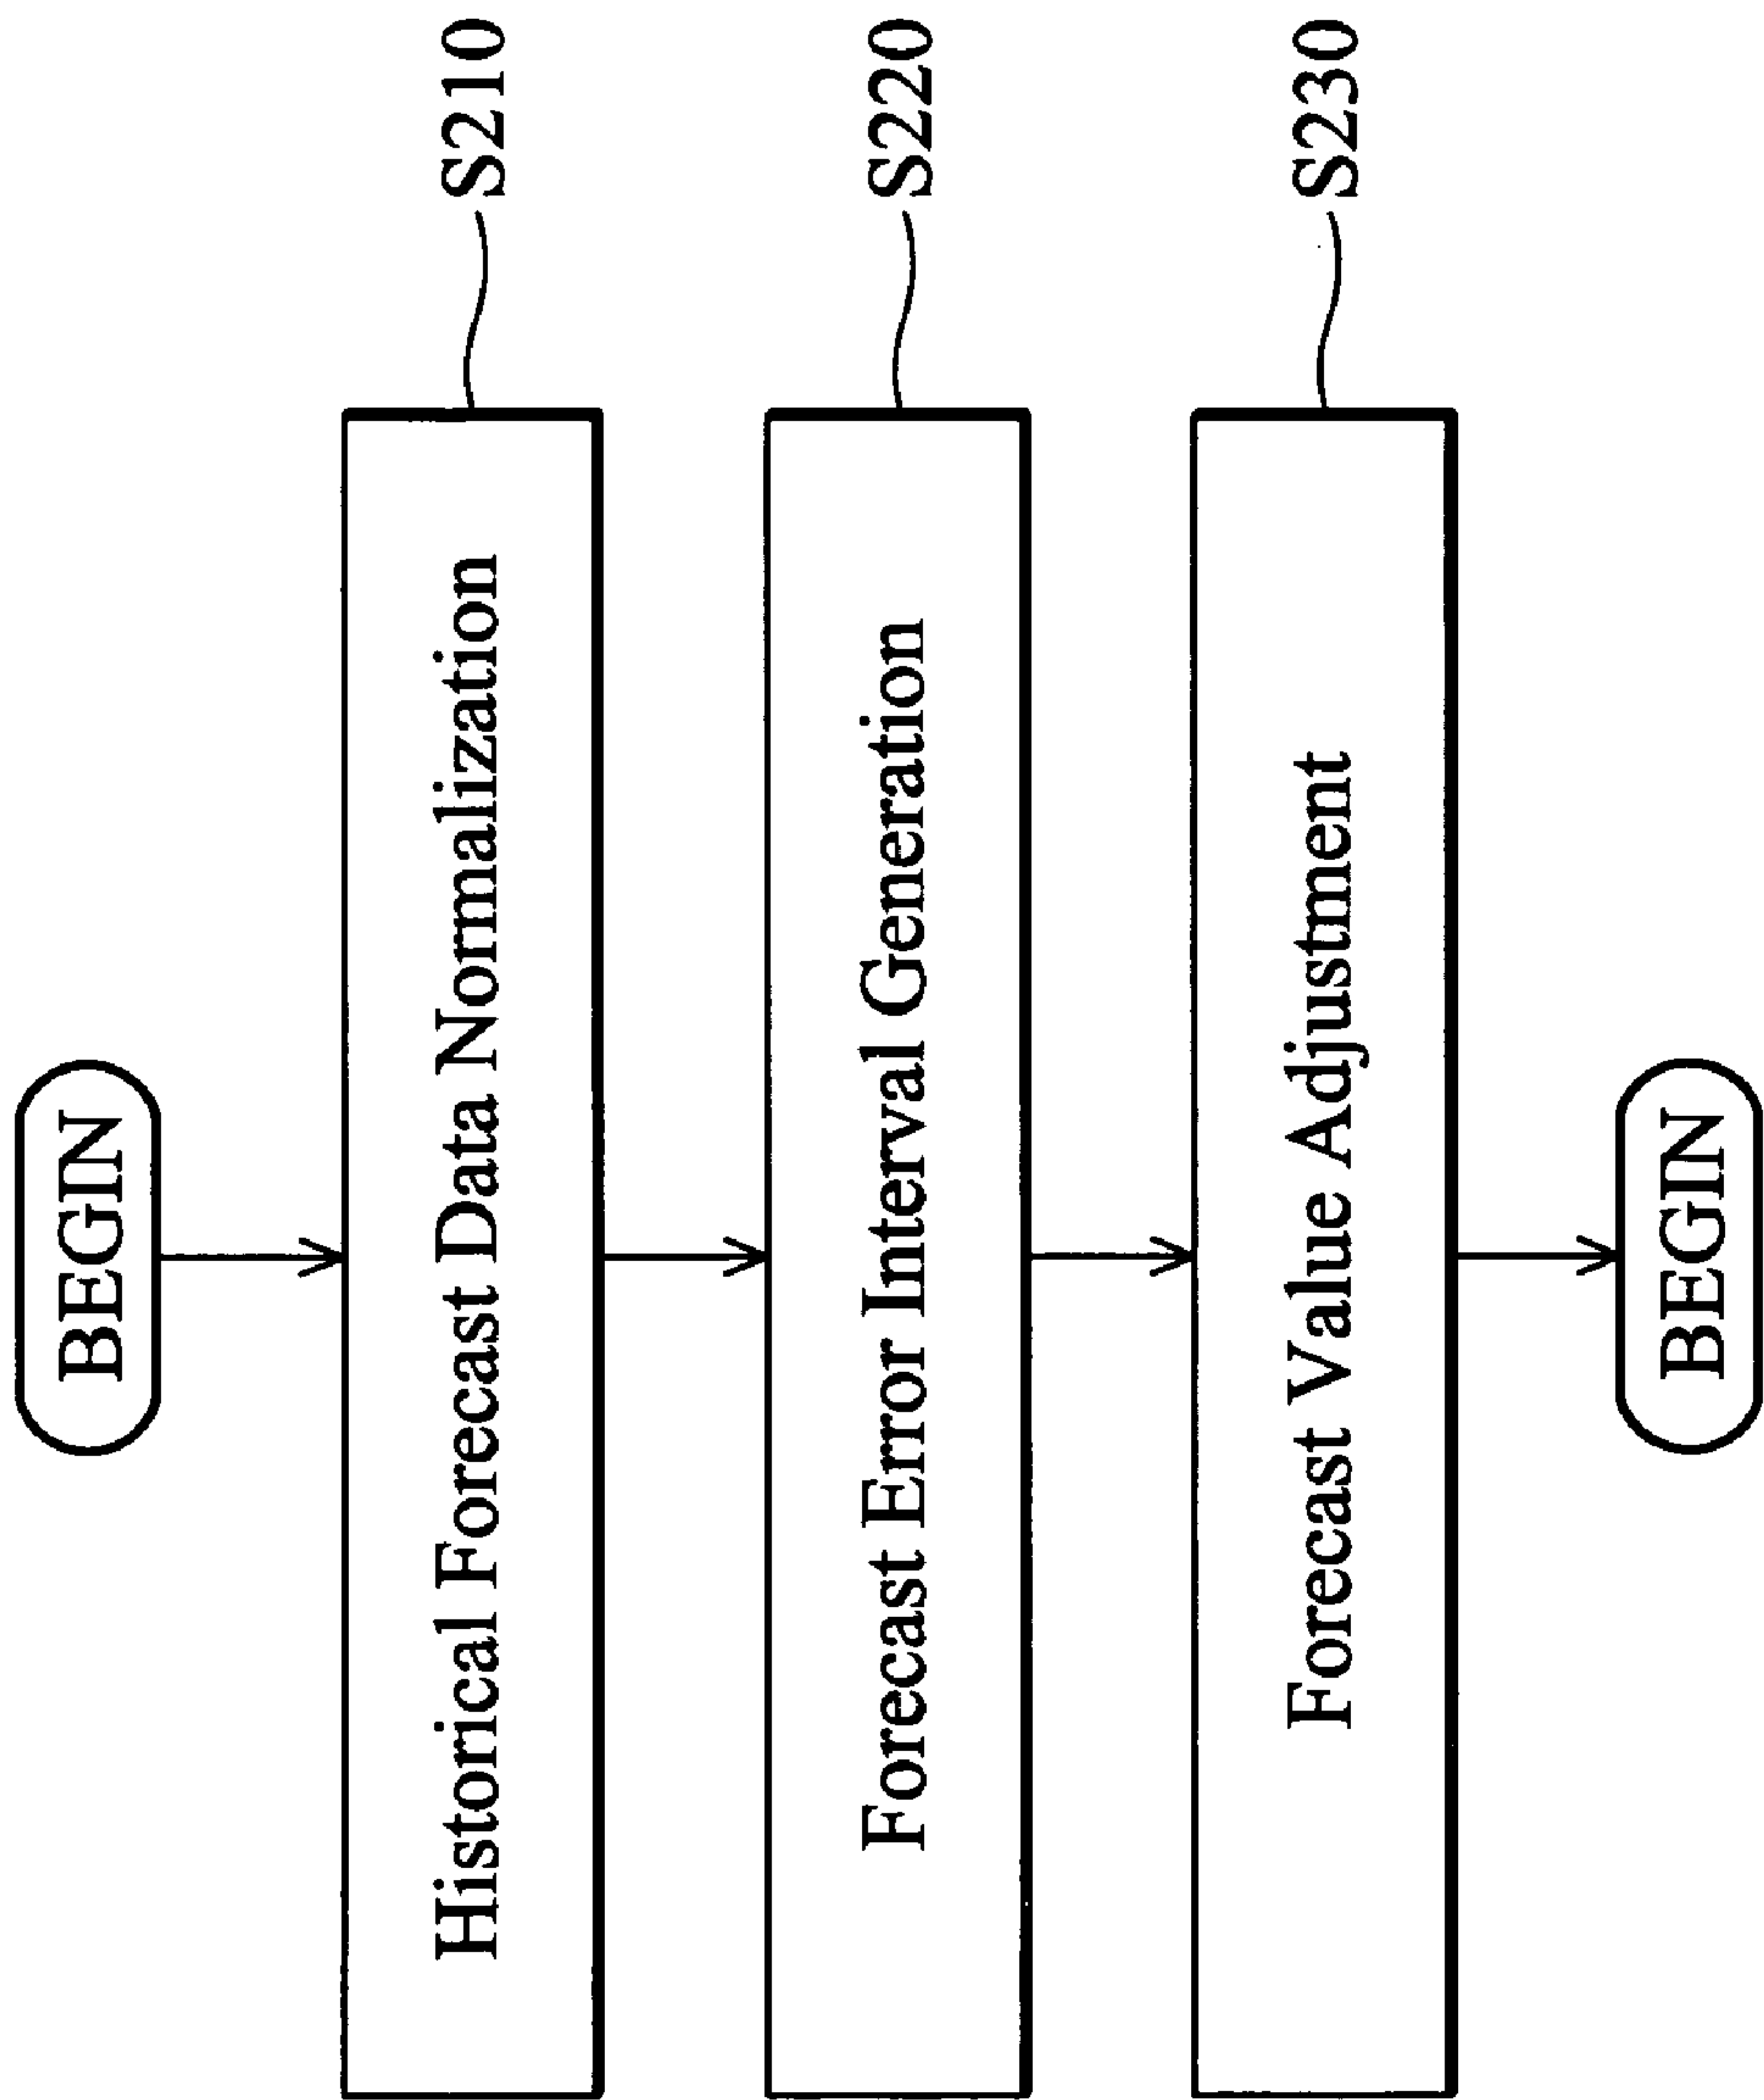 BEGIN
Historical Forecast Data Normalization
S210
Forecast Error Interval Generation
S220
Forecast Value Adjustment
S230
BEGIN